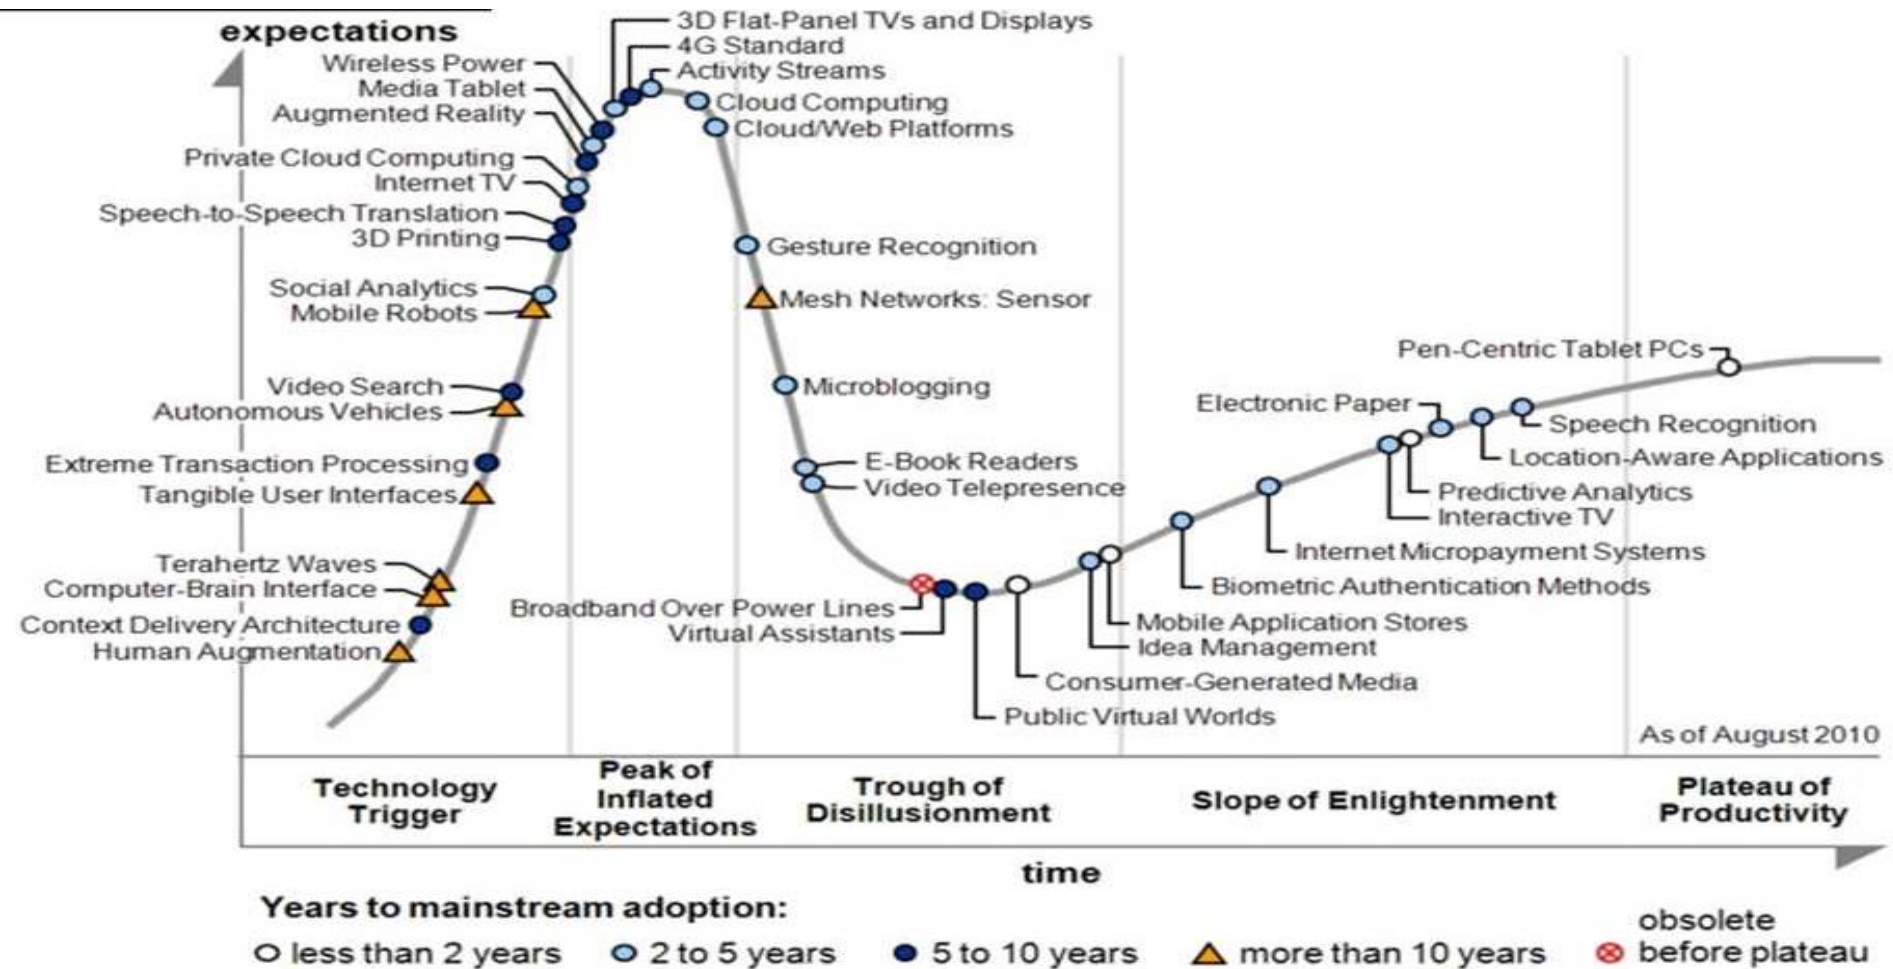 expectations
3D Flat-Panel TVs and Displays
4G Standard
Activity Streams
Wireless Power
Media Tablet
Augmented Reality
Cloud Computing
Cloud/Web Platforms
Private Cloud Computing
Internet TV
Speech-to-Speech Translation
3D Printing
Gesture Recognition
Social Analytics
Mobile Robots
Mesh Networks: Sensor
Video Search
Autonomous Vehicles
Microblogging
Extreme Transaction Processing
Tangible User Interfaces
E-Book Readers
Video Telepresence
Terahertz Waves
Computer-Brain Interface
Context Delivery Architecture
Human Augmentation
Broadband Over Power Lines
Virtual Assistants
Pen-Centric Tablet PCs
Electronic Paper
Speech Recognition
Location-Aware Applications
Predictive Analytics
Interactive TV
Internet Micropayment Systems
Biometric Authentication Methods
Mobile Application Stores
Idea Management
Consumer-Generated Media
Public Virtual Worlds
As of August 2010
Technology
Trigger
Peak of
Inflated
Expectations
Trough of
Disillusionment
Slope of Enlightenment
Plateau of
Productivity
time
Years to mainstream adoption:
less than 2 years
2 to 5 years
5 to 10 years
more than 10 years
obsolete
before plateau